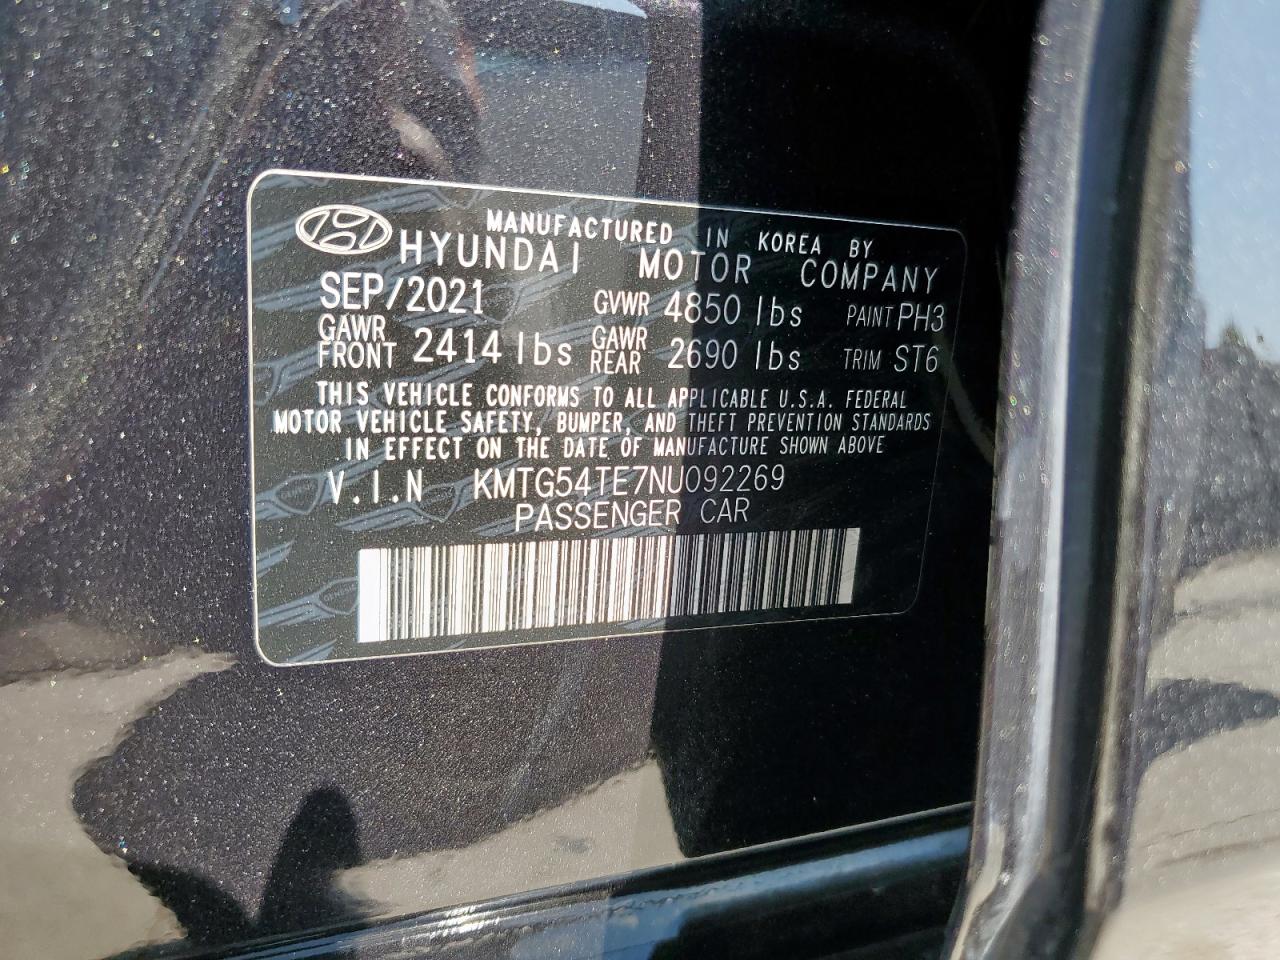 MANUFACTURED IN KOREA BY
HYUNDAI MOTOR COMPANY
SEP/2021 GVWR 4850 lbs PAINT PH3
GAWR FRONT 2414 lbs GAWR REAR 2690 lbs TRIM ST6
THIS VEHICLE CONFORMS TO ALL APPLICABLE U.S.A. FEDERAL
MOTOR VEHICLE SAFETY, BUMPER, AND THEFT PREVENTION STANDARDS
IN EFFECT ON THE DATE OF MANUFACTURE SHOWN ABOVE
V.I.N KMTG54TE7NU092269
PASSENGER CAR